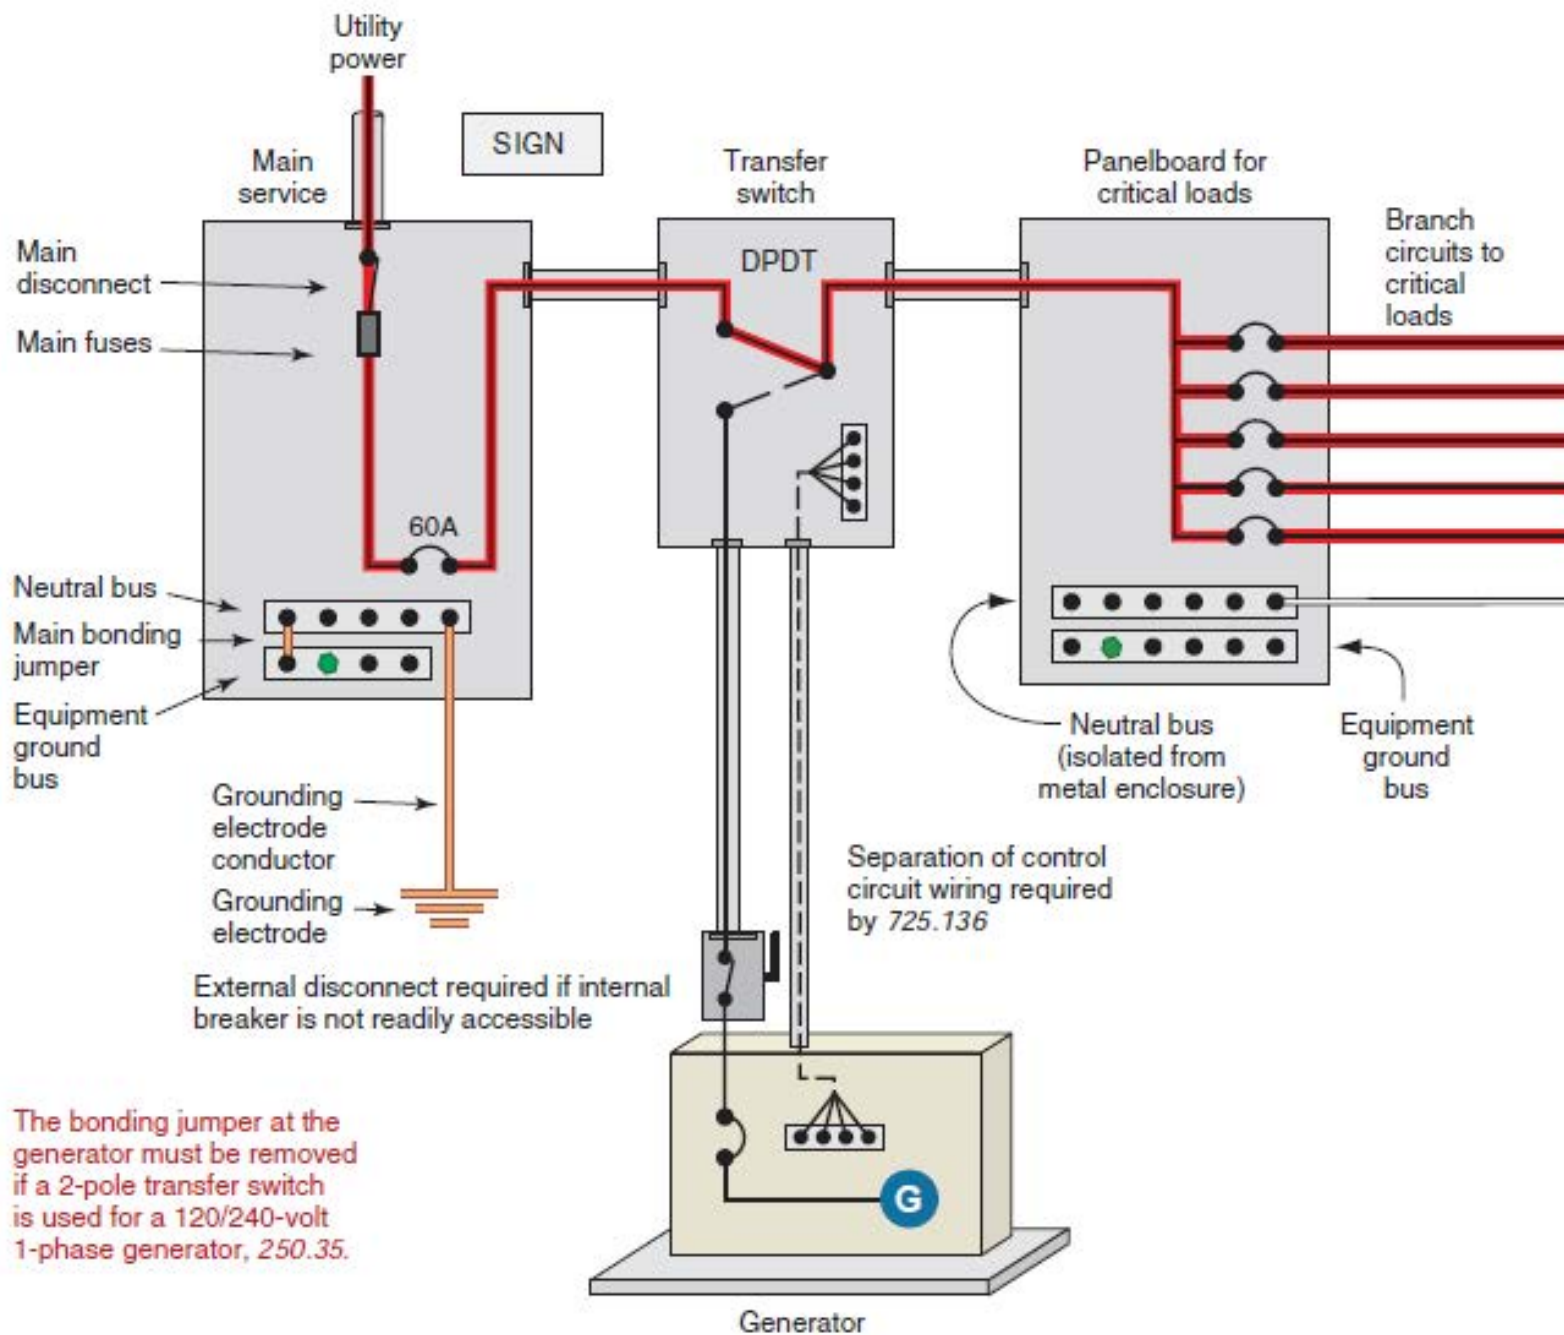 Utility
power
SIGN
Main
service
Transfer
switch
Panelboard for
critical loads
Branch
circuits to
critical
loads
Main
disconnect
DPDT
Main fuses
60A
Neutral bus
Main bonding
jumper
Equipment
ground
bus
Neutral bus
(isolated from
metal enclosure)
Equipment
ground
bus
Grounding
electrode
conductor
Grounding
electrode
Separation of control
circuit wiring required
by 725.136
External disconnect required if internal
breaker is not readily accessible
The bonding jumper at the
generator must be removed
if a 2-pole transfer switch
is used for a 120/240-volt
1-phase generator, 250.35.
G
Generator